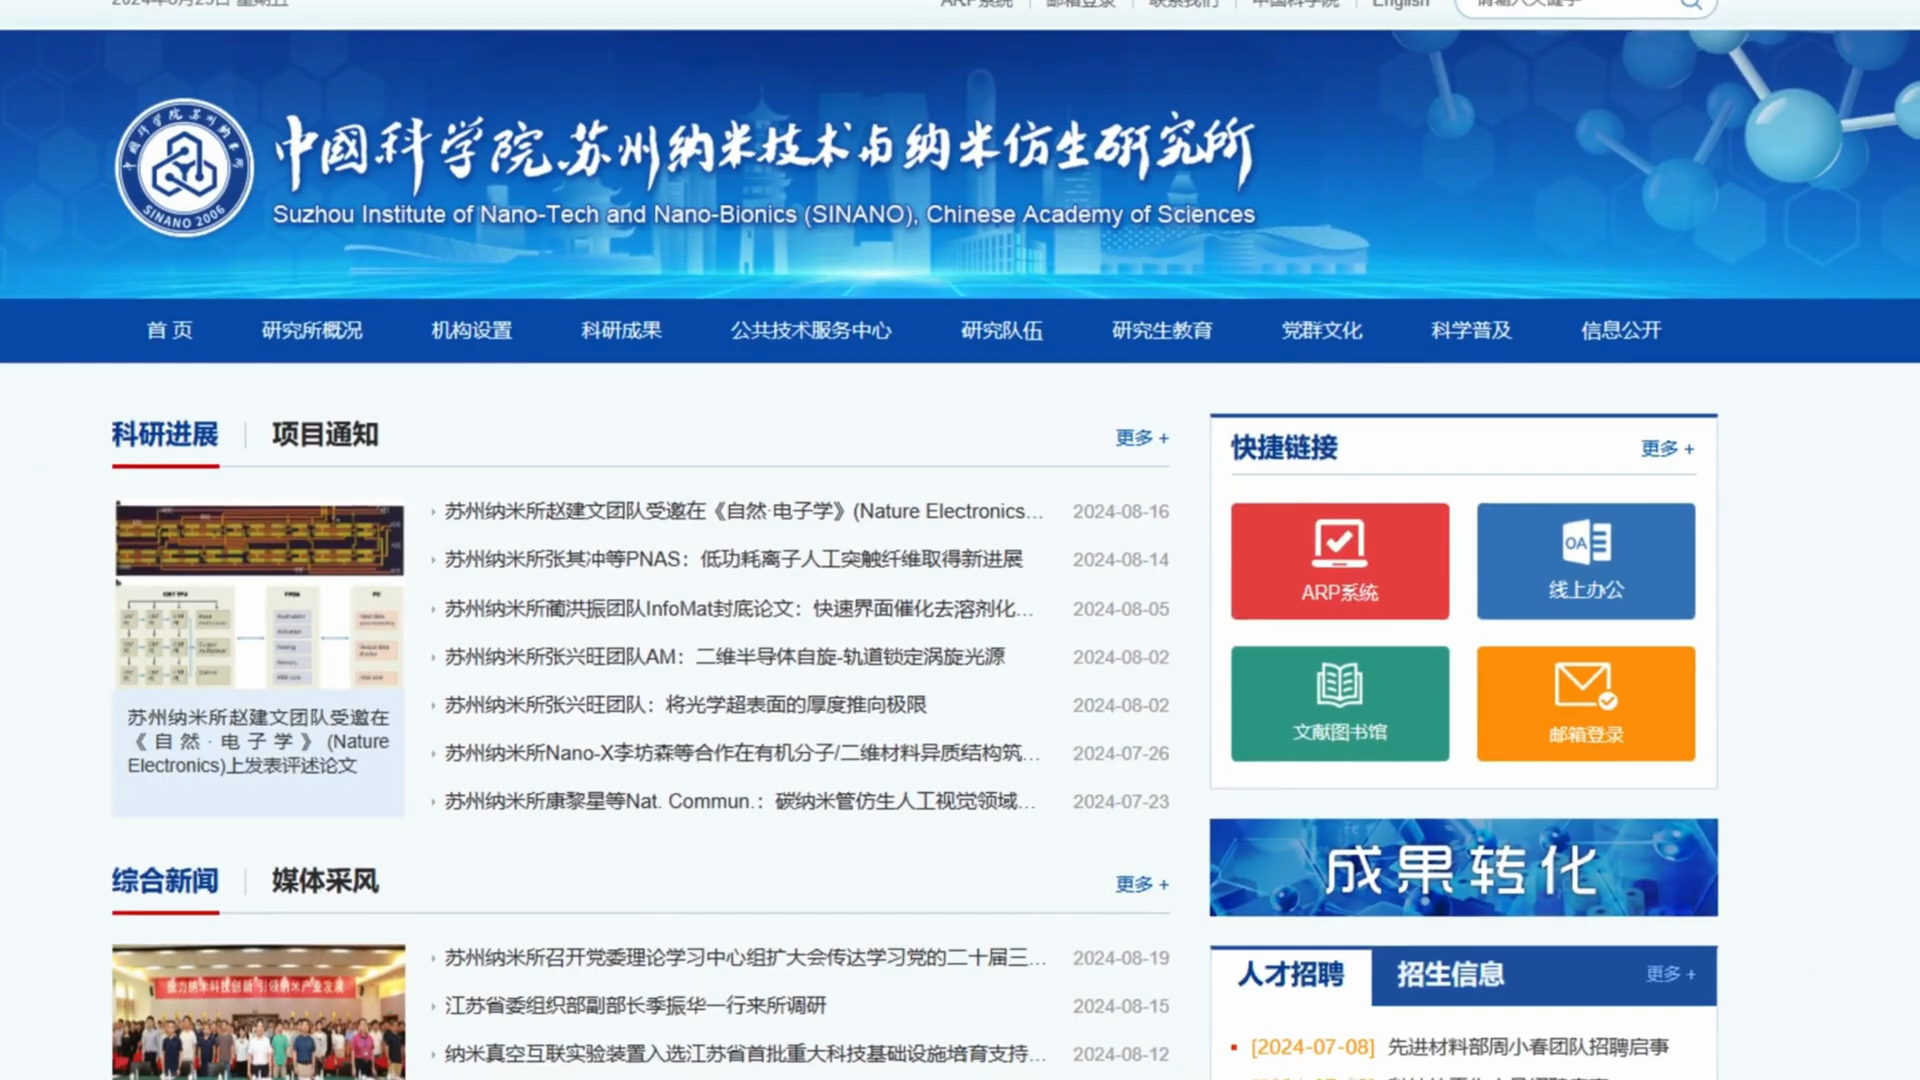 English
中国科学院苏州纳米技术与纳米仿生研究所
Suzhou Institute of Nano-Tech and Nano-Bionics (SINANO), Chinese Academy of Sciences
SINANO 2006
首 页 研究所概况 机构设置 科研成果 公共技术服务中心 研究队伍 研究生教育 党群文化 科学普及 信息公开
科研进展 项目通知 更多 +
苏州纳米所赵建文团队受邀在《自然·电子学》(Nature Electronics... 2024-08-16
苏州纳米所张其冲等PNAS：低功耗离子人工突触纤维取得新进展 2024-08-14
苏州纳米所蔺洪振团队InfoMat封底论文：快速界面催化去溶剂化... 2024-08-05
苏州纳米所张兴旺团队AM：二维半导体自旋-轨道锁定涡旋光源 2024-08-02
苏州纳米所张兴旺团队：将光学超表面的厚度推向极限 2024-08-02
苏州纳米所Nano-X李坊森等合作在有机分子/二维材料异质结构筑... 2024-07-26
苏州纳米所康黎星等Nat. Commun.：碳纳米管仿生人工视觉领域... 2024-07-23
苏州纳米所赵建文团队受邀在
《自然·电子学》(Nature
Electronics)上发表评述论文
快捷链接 更多 +
ARP系统
OA
线上办公
文献图书馆
邮箱登录
成果转化
综合新闻 媒体采风 更多 +
苏州纳米所召开党委理论学习中心组扩大会传达学习党的二十届三... 2024-08-19
江苏省委组织部副部长季振华一行来所调研 2024-08-15
纳米真空互联实验装置入选江苏省首批重大科技基础设施培育支持... 2024-08-12
人才招聘 招生信息 更多 +
[2024-07-08] 先进材料部周小春团队招聘启事